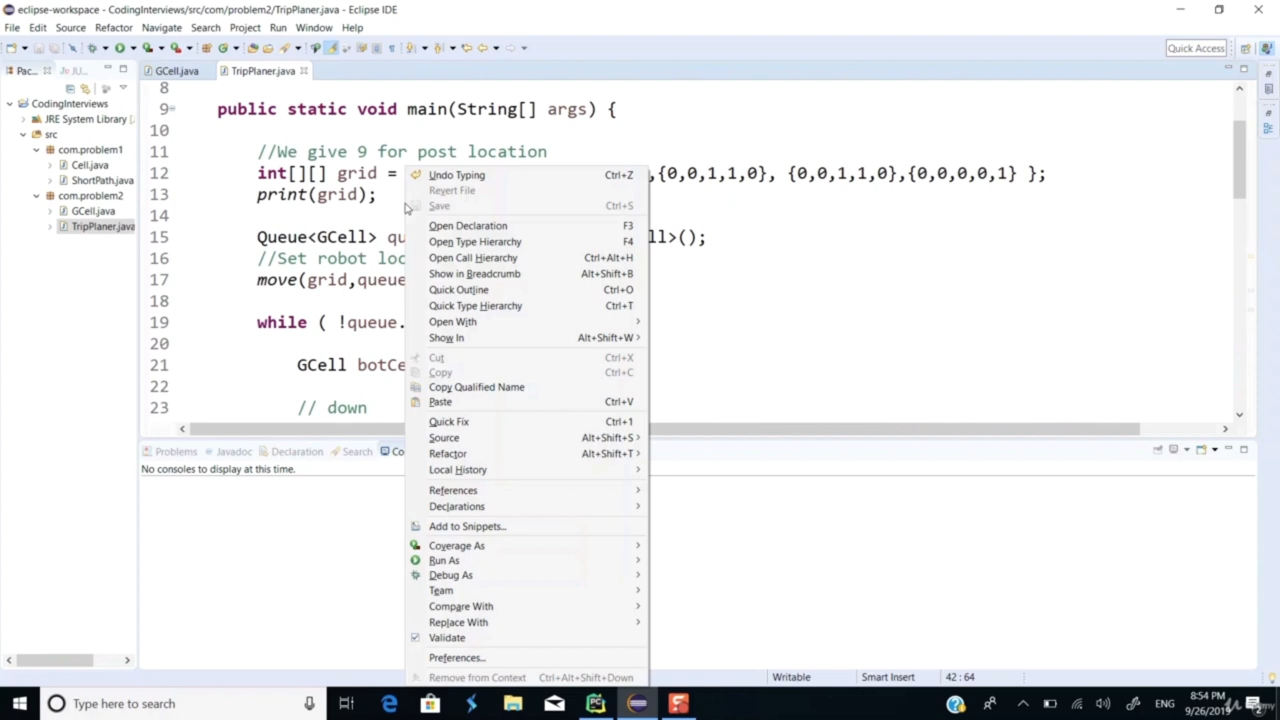 eclipse-workspace - CodingInterviews/src/com/problem2/TripPlaner.java - Eclipse IDE
File Edit Source Refactor Navigate Search Project Run Window Help
Quick Access
Pac... JU...
GCell.java
TripPlaner.java
CodingInterviews
JRE System Library [
src
com.problem1
Cell.java
ShortPath.java
com.problem2
GCell.java
TripPlaner.java
8
9 public static void main(String[] args) {
10
11 //We give 9 for post location
12 int[][] grid = ,{0,0,1,1,0}, {0,0,1,1,0},{0,0,0,0,1} };
13 print(grid);
14
15 Queue<GCell> qu ll>();
16 //Set robot loc
17 move(grid,queue
18
19 while ( !queue.
20
21 GCell botCe
22
23 // down
Undo Typing Ctrl+Z
Revert File
Save Ctrl+S
Open Declaration F3
Open Type Hierarchy F4
Open Call Hierarchy Ctrl+Alt+H
Show in Breadcrumb Alt+Shift+B
Quick Outline Ctrl+O
Quick Type Hierarchy Ctrl+T
Open With
Show In Alt+Shift+W
Cut Ctrl+X
Copy Ctrl+C
Copy Qualified Name
Paste Ctrl+V
Quick Fix Ctrl+1
Source Alt+Shift+S
Refactor Alt+Shift+T
Local History
References
Declarations
Add to Snippets...
Coverage As
Run As
Debug As
Team
Compare With
Replace With
Validate
Preferences...
Remove from Context Ctrl+Alt+Shift+Down
Problems Javadoc Declaration Search Co
No consoles to display at this time.
Writable Smart Insert 42 : 64
Type here to search
ENG
8:54 PM
9/26/2019